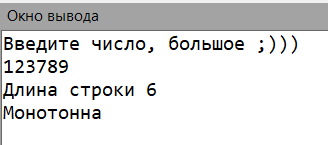 Окно вывода
Введите число, большое ;)))
123789
Длина строки 6
Монотонна